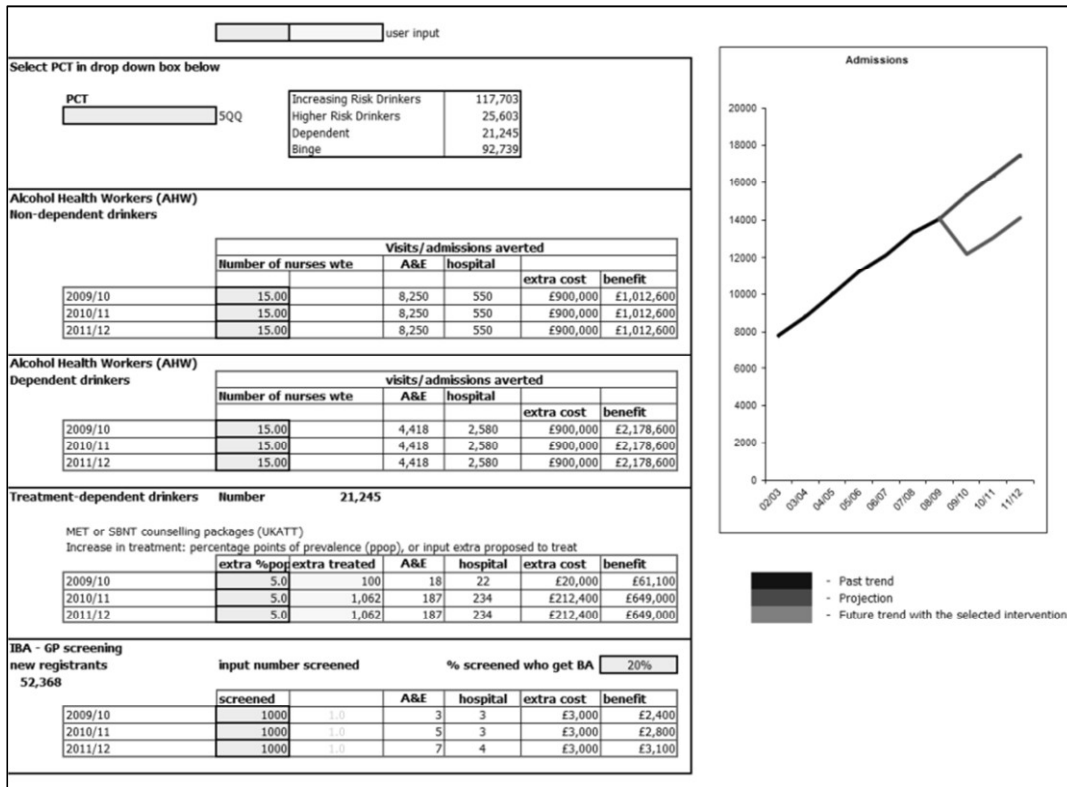 user input
Select PCT in drop down box below
PCT
5QQ
Increasing Risk Drinkers 117,703
Higher Risk Drinkers 25,603
Dependent 21,245
Binge 92,739
Alcohol Health Workers (AHW)
Non-dependent drinkers
Visits/admissions averted
Number of nurses wte A&E hospital
extra cost benefit
2009/10 15.00 8,250 550 £900,000 £1,012,600
2010/11 15.00 8,250 550 £900,000 £1,012,600
2011/12 15.00 8,250 550 £900,000 £1,012,600
Alcohol Health Workers (AHW)
Dependent drinkers
visits/admissions averted
Number of nurses wte A&E hospital
extra cost benefit
2009/10 15.00 4,418 2,580 £900,000 £2,178,600
2010/11 15.00 4,418 2,580 £900,000 £2,178,600
2011/12 15.00 4,418 2,580 £900,000 £2,178,600
Treatment-dependent drinkers Number 21,245
MET or SBNT counselling packages (UKATT)
Increase in treatment: percentage points of prevalence (ppop), or input extra proposed to treat
extra %pop extra treated A&E hospital extra cost benefit
2009/10 5.0 100 18 22 £20,000 £61,100
2010/11 5.0 1,062 187 234 £212,400 £649,000
2011/12 5.0 1,062 187 234 £212,400 £649,000
IBA - GP screening
new registrants input number screened % screened who get BA 20%
52,368
screened A&E hospital extra cost benefit
2009/10 1000 1.0 3 3 £3,000 £2,400
2010/11 1000 1.0 5 3 £3,000 £2,800
2011/12 1000 1.0 7 4 £3,000 £3,100
Admissions
20000
18000
16000
14000
12000
10000
8000
6000
4000
2000
0
02/03 03/04 04/05 05/06 06/07 07/08 08/09 09/10 10/11 11/12
- Past trend
- Projection
- Future trend with the selected intervention